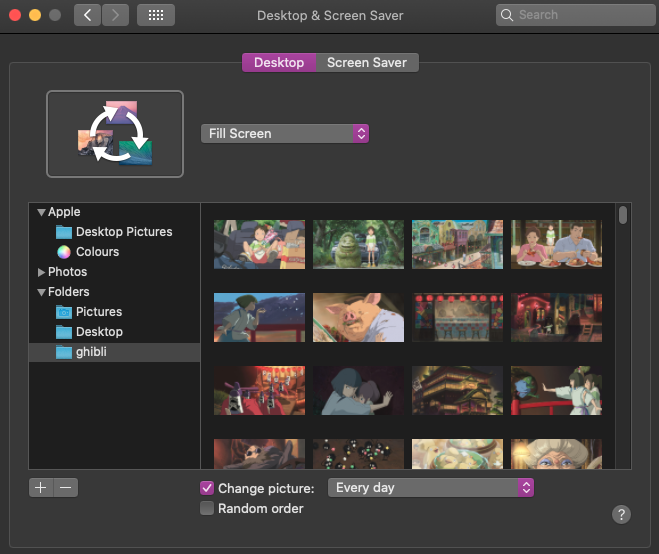 Desktop & Screen Saver
Search
Desktop
Screen Saver
Fill Screen
Apple
Desktop Pictures
Colours
Photos
Folders
Pictures
Desktop
ghibli
+ −
Change picture:
Every day
Random order
?